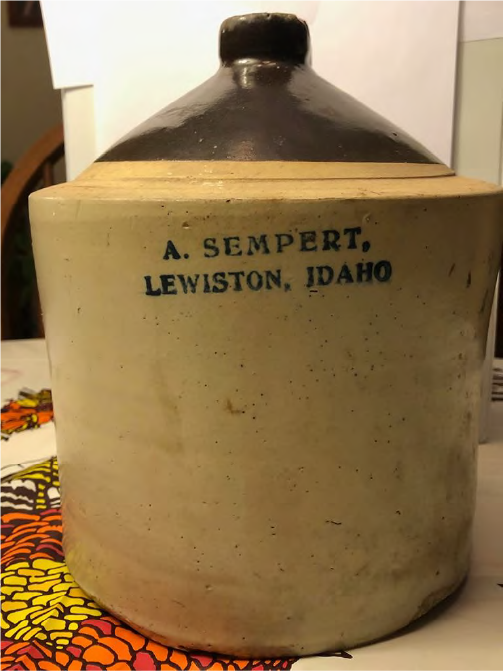 A. SEMPERT,
LEWISTON, IDAHO